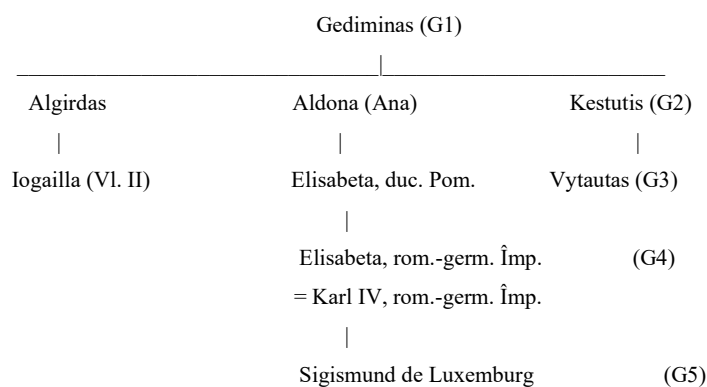 Gediminas (G1)
Algirdas Aldona (Ana) Kestutis (G2)
Iogailla (Vl. II) Elisabeta, duc. Pom. Vytautas (G3)
Elisabeta, rom.-germ. Împ. (G4)
= Karl IV, rom.-germ. Împ.
Sigismund de Luxemburg (G5)